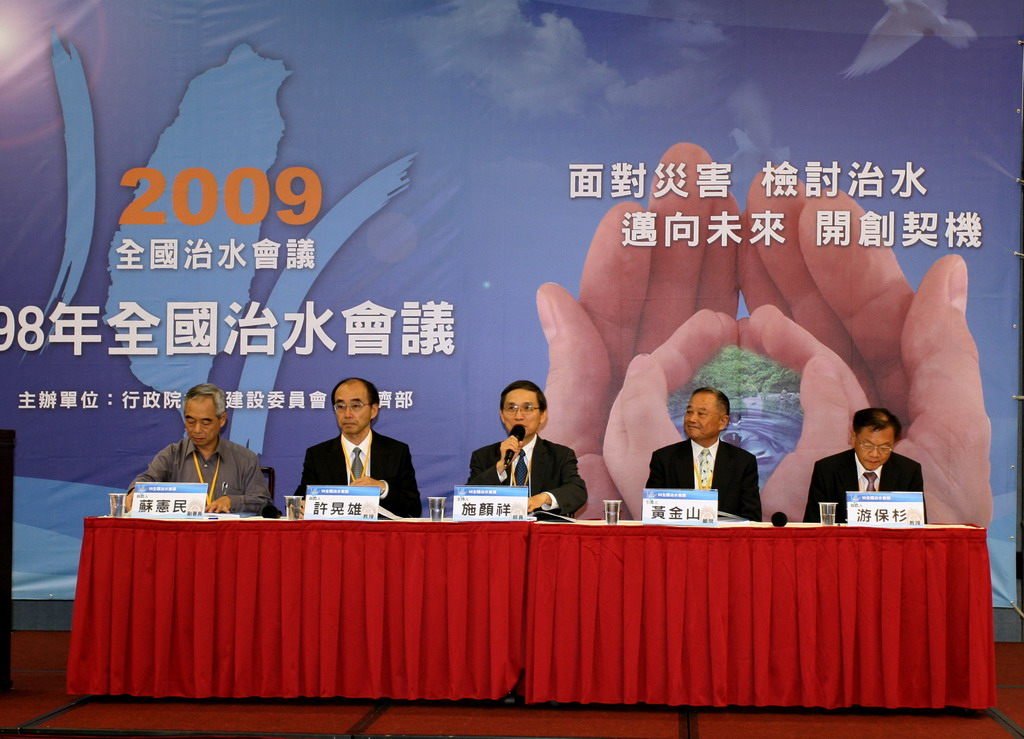 2009
全國治水會議
98年全國治水會議
主辦單位：行政院 建設委員會 濟部
面對災害 檢討治水
邁向未來 開創契機
蘇憲民
許晃雄
施顏祥
黃金山
游保杉